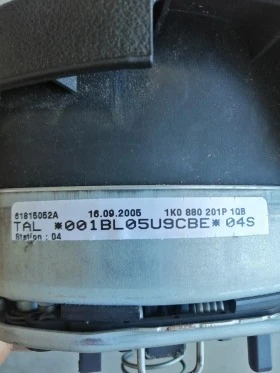 61815052A 16.09.2005 1K0 880 201P 1QB
TAL *001BL05U9CBE* 04S
Station : 04